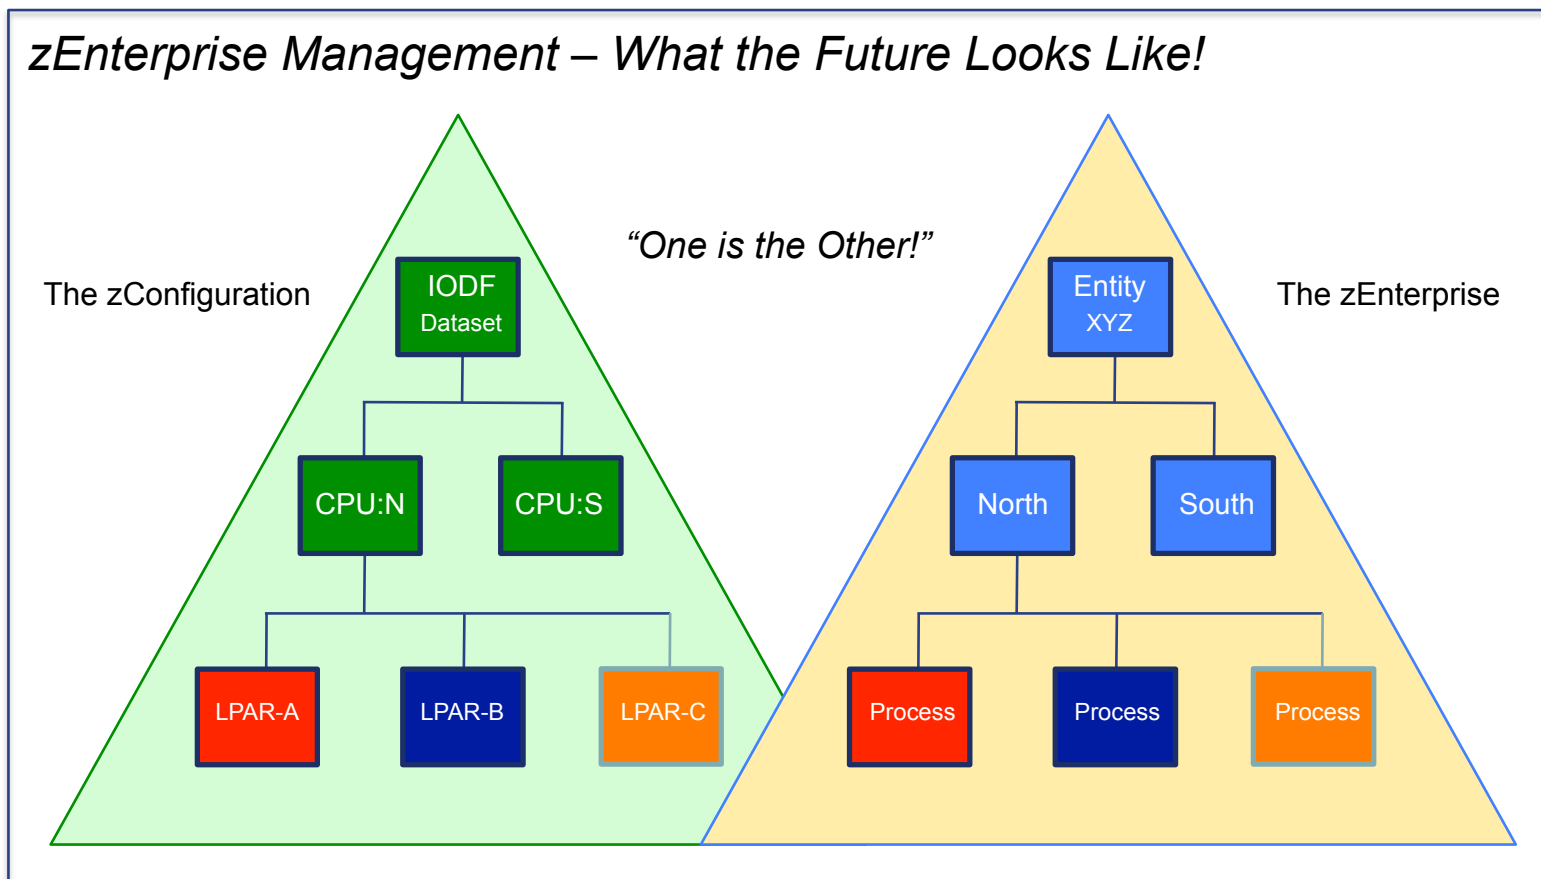 zEnterprise Management – What the Future Looks Like!
“One is the Other!”
The zConfiguration
IODF
Dataset
CPU:N
CPU:S
LPAR-A
LPAR-B
LPAR-C
Entity
XYZ
The zEnterprise
North
South
Process
Process
Process